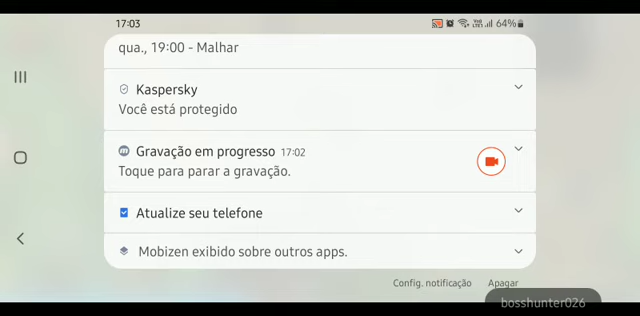 17:03
64%
qua., 19:00 - Malhar
Kaspersky
Você está protegido
Gravação em progresso 17:02
Toque para parar a gravação.
Atualize seu telefone
Mobizen exibido sobre outros apps.
Config. notificação Apagar
bosshunter026